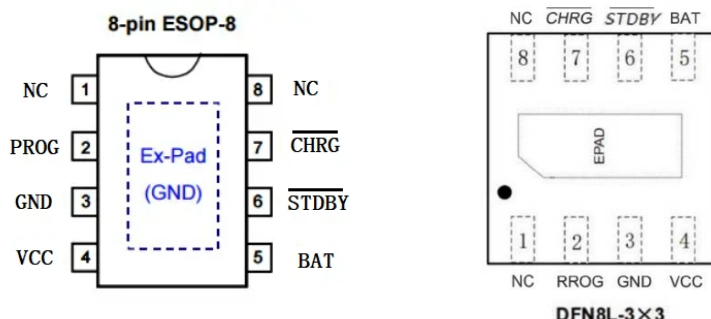 8-pin ESOP-8
NC 1 8 NC
PROG 2 7 CHRG
GND 3 6 STDBY
VCC 4 5 BAT
Ex-Pad
(GND)
NC CHRG STDBY BAT
8 7 6 5
EPAD
1 2 3 4
NC RROG GND VCC
DFN8L-3×3